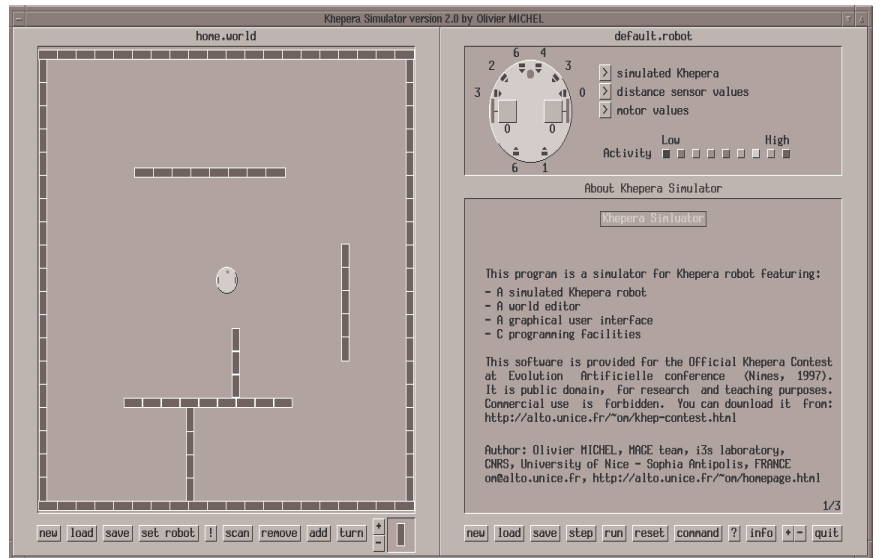 Khepera Simulator version 2.0 by Olivier MICHEL
home.world
default.robot
6 4
2 3
3 0
0 0
6 1
> simulated Khepera
> distance sensor values
> motor values
Low High
Activity
About Khepera Simulator
Khepera Simluator
This program is a simulator for Khepera robot featuring:
- A simulated Khepera robot
- A world editor
- A graphical user interface
- C programming facilities
This software is provided for the Official Khepera Contest
at Evolution Artificielle conference (Nimes, 1997).
It is public domain, for research and teaching purposes.
Commercial use is forbidden. You can download it from:
http://alto.unice.fr/~om/khep-contest.html
Author: Olivier MICHEL, MAGE team, i3s laboratory,
CNRS, University of Nice - Sophia Antipolis, FRANCE
om@alto.unice.fr, http://alto.unice.fr/~om/homepage.html
1/3
new load save set robot ! scan remove add turn + -
new load save step run reset command ? info + - quit